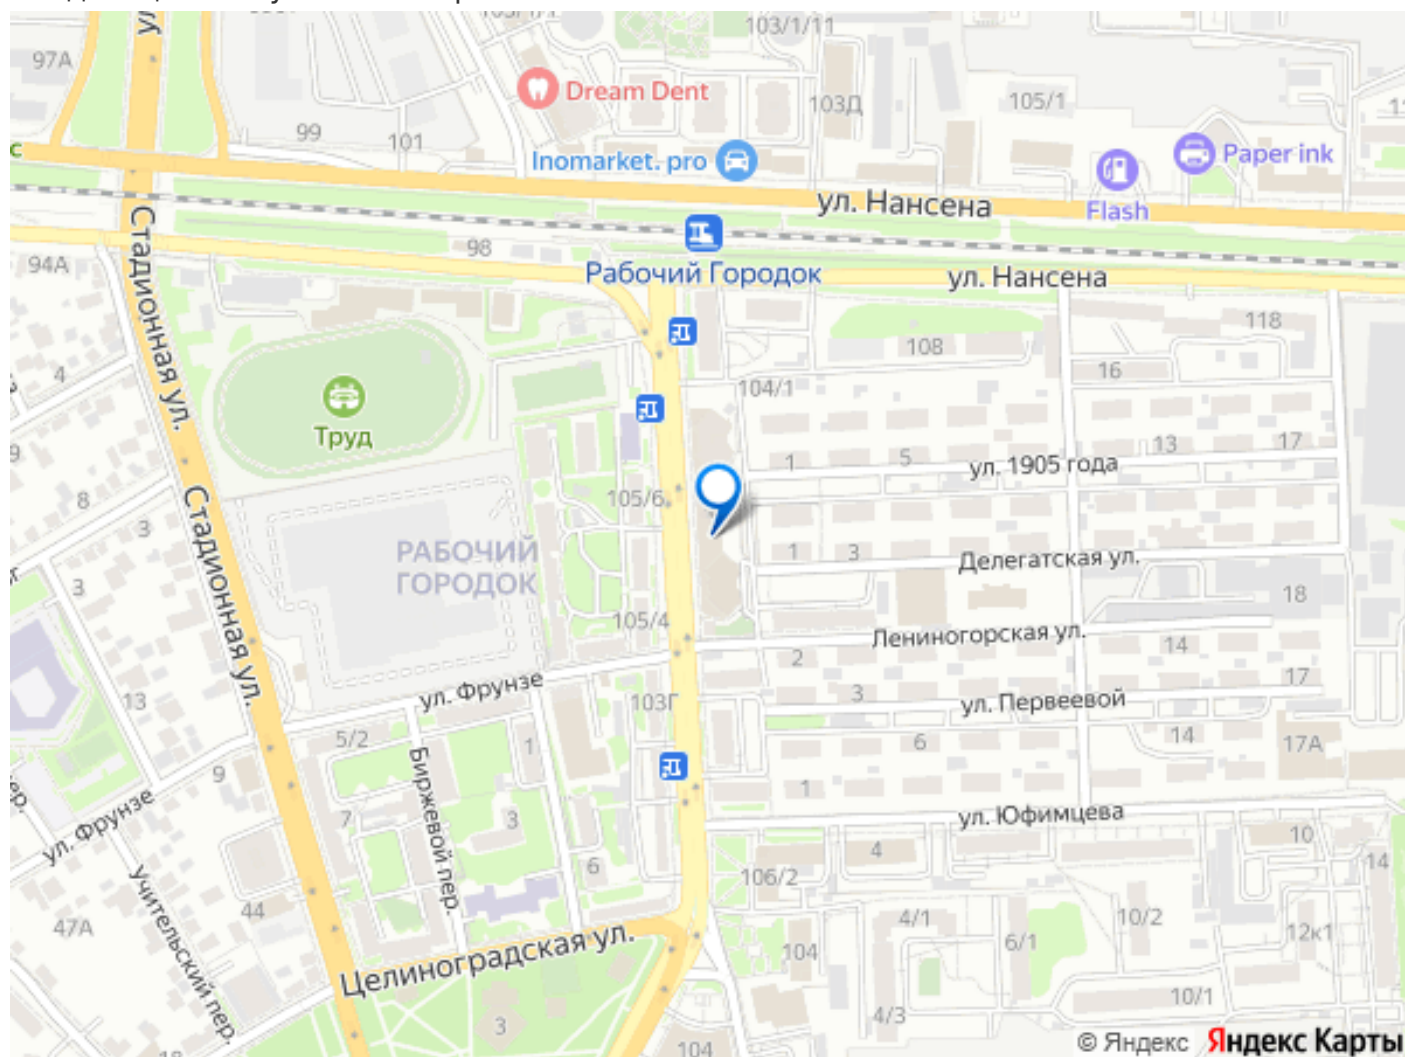 103/1/11
97А
Dream Dent
103Д
105/1
99
101
Inomarket. pro
Paper ink
ул. Нансена
Flash
98
94А
Рабочий Городок
ул. Нансена
Стадионная ул.
118
108
16
4
104/1
Труд
13
17
9
1
5
ул. 1905 года
8
105/6
3
РАБОЧИЙ
ГОРОДОК
1
3
Делегатская ул.
3
18
Стадионная ул.
105/4
Лениногорская ул.
14
2
17
13
ул. Фрунзе
103Г
3
ул. Первеевой
5/2
1
6
14
17А
9
Биржевой пер.
1
ул. Фрунзе
7
3
ул. Юфимцева
10
4
14
6
106/2
Учительский пер.
44
47А
4/1
10/2
6/1
12к1
Целиноградская ул.
104
10/1
3
4/3
104
© Яндекс Яндекс Карты